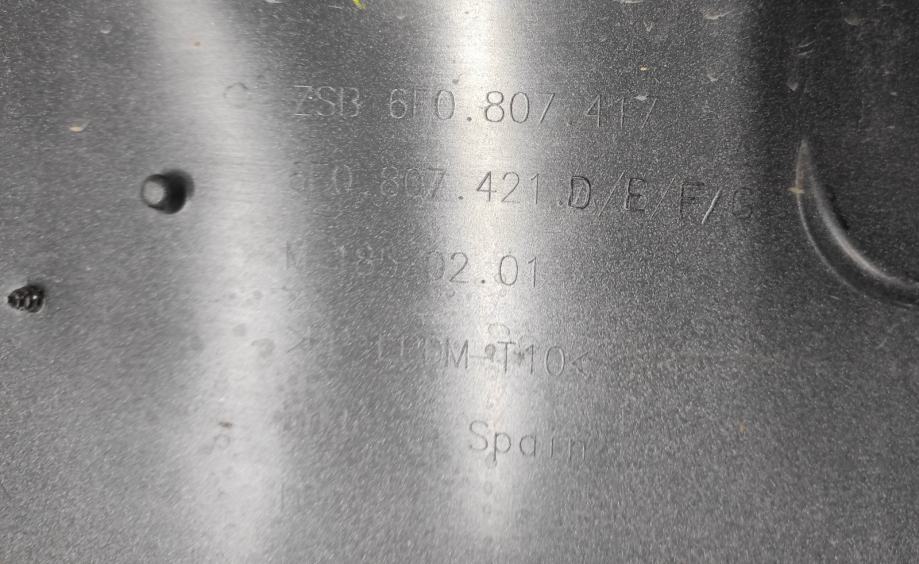 ZSB 6F0.807.417
6F0.807.421.D/E/F/G
02.01
T10<
Spain